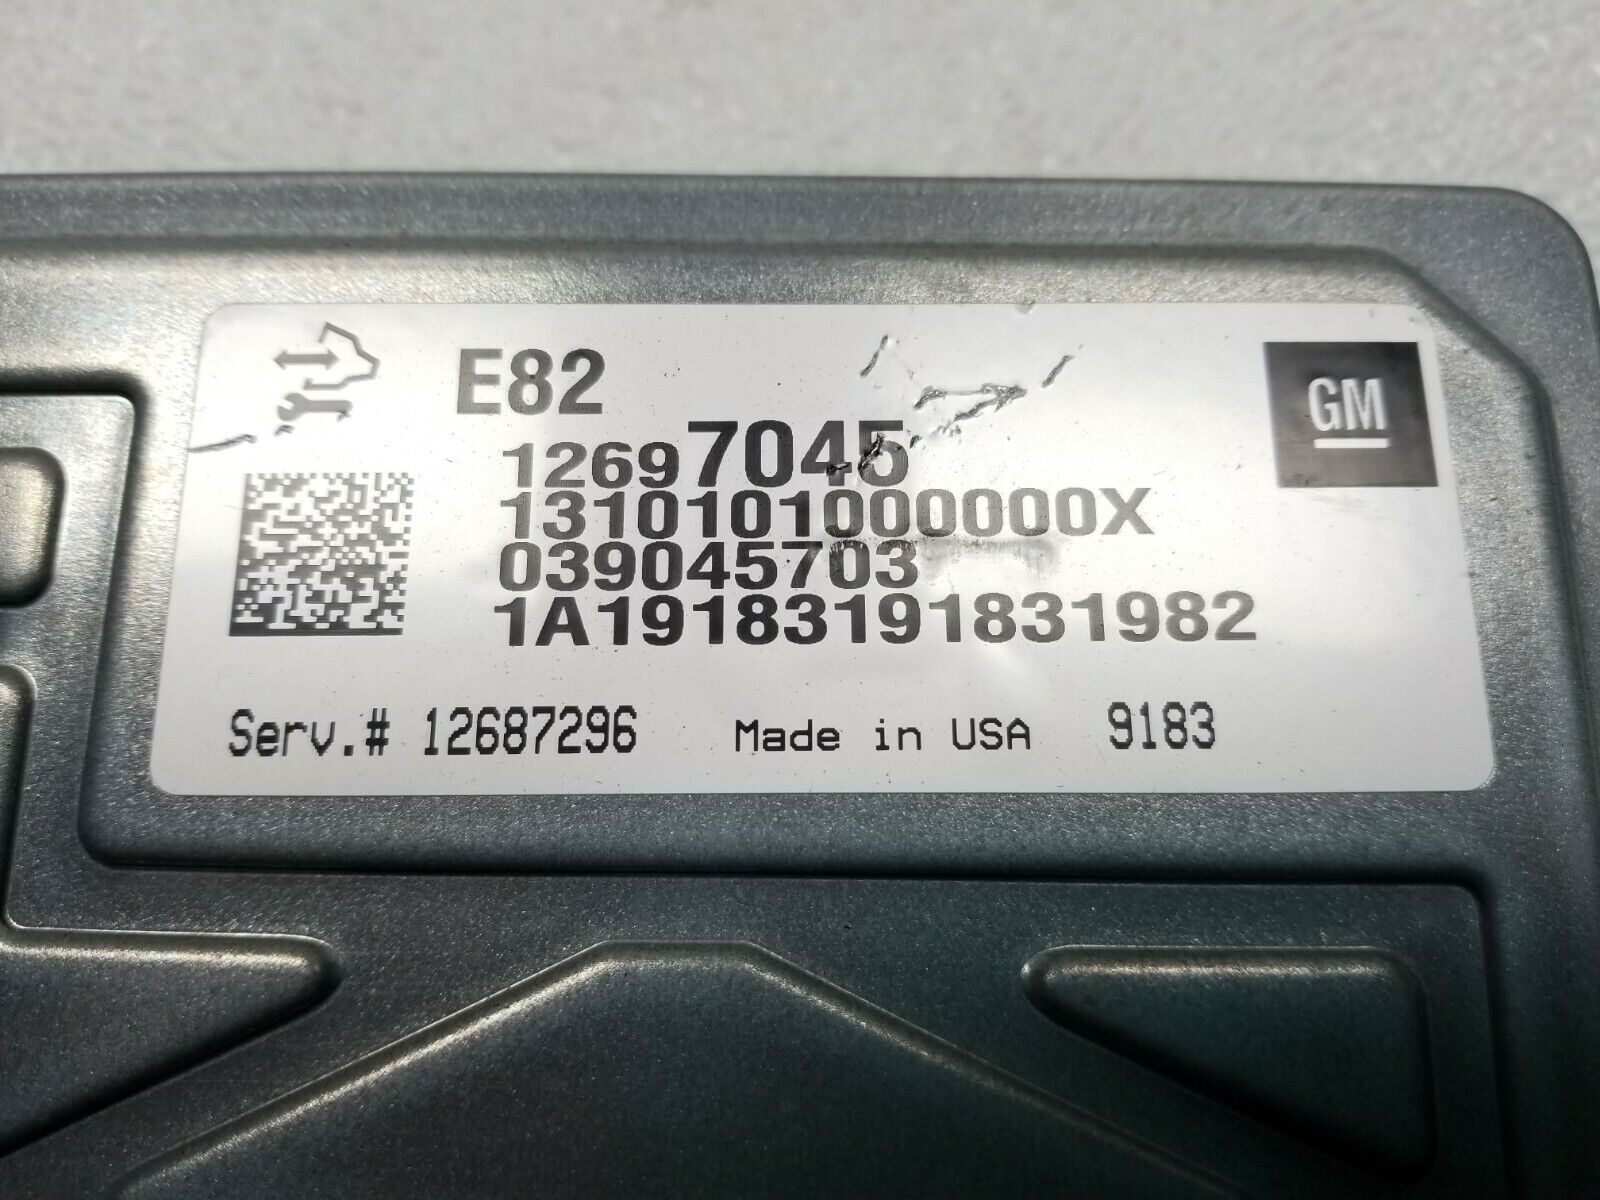 E82
GM
12697045
1310101000000X
039045703
1A19183191831982
Serv.# 12687296 Made in USA 9183